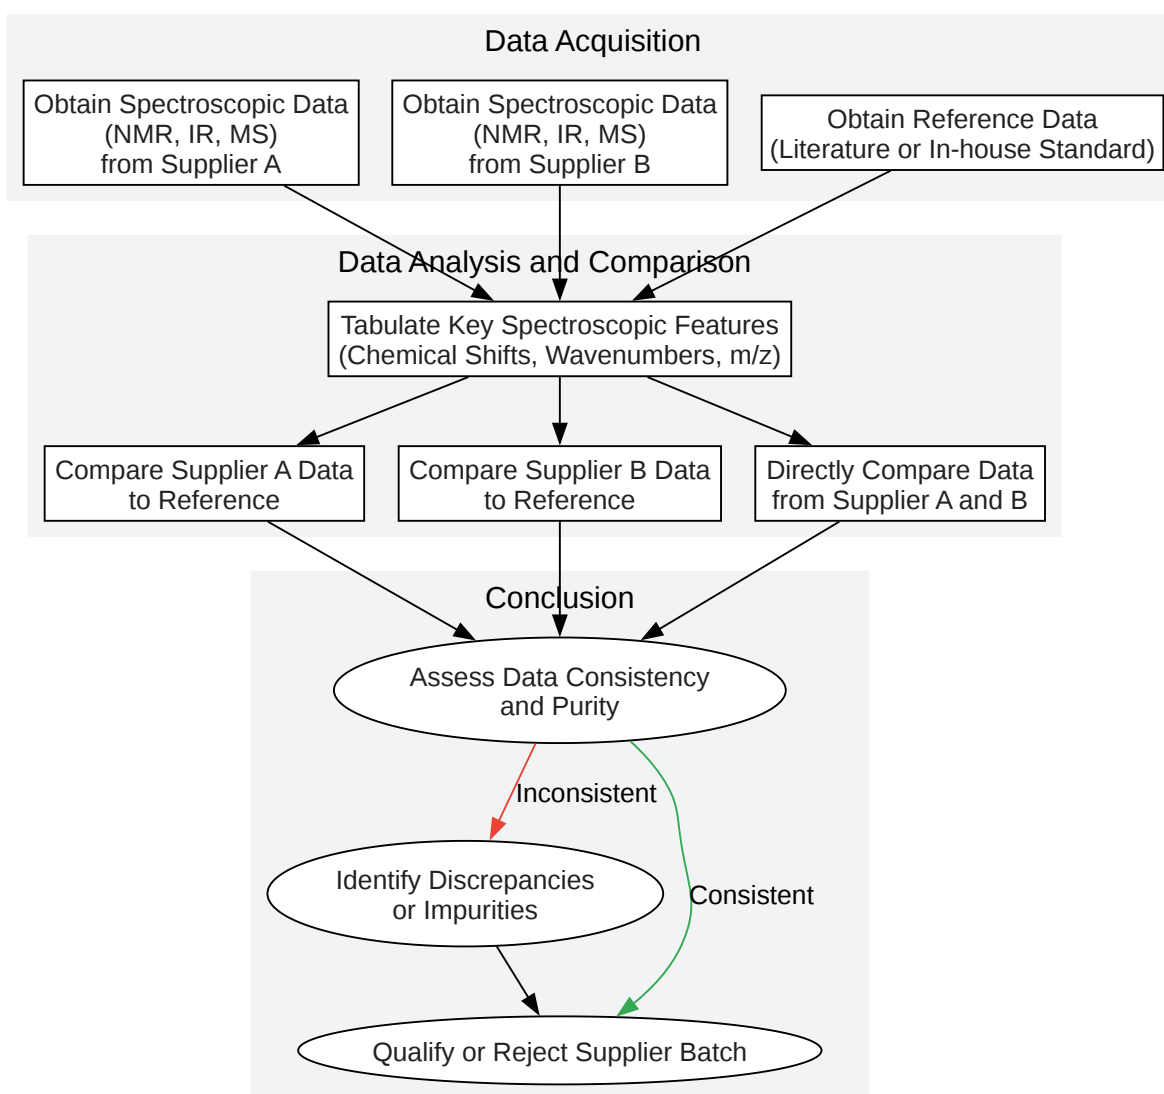 Data Acquisition
Obtain Spectroscopic Data
(NMR, IR, MS)
from Supplier A
Obtain Spectroscopic Data
(NMR, IR, MS)
from Supplier B
Obtain Reference Data
(Literature or In-house Standard)
Data Analysis and Comparison
Tabulate Key Spectroscopic Features
(Chemical Shifts, Wavenumbers, m/z)
Compare Supplier A Data
to Reference
Compare Supplier B Data
to Reference
Directly Compare Data
from Supplier A and B
Conclusion
Assess Data Consistency
and Purity
Inconsistent
Identify Discrepancies
or Impurities
Consistent
Qualify or Reject Supplier Batch